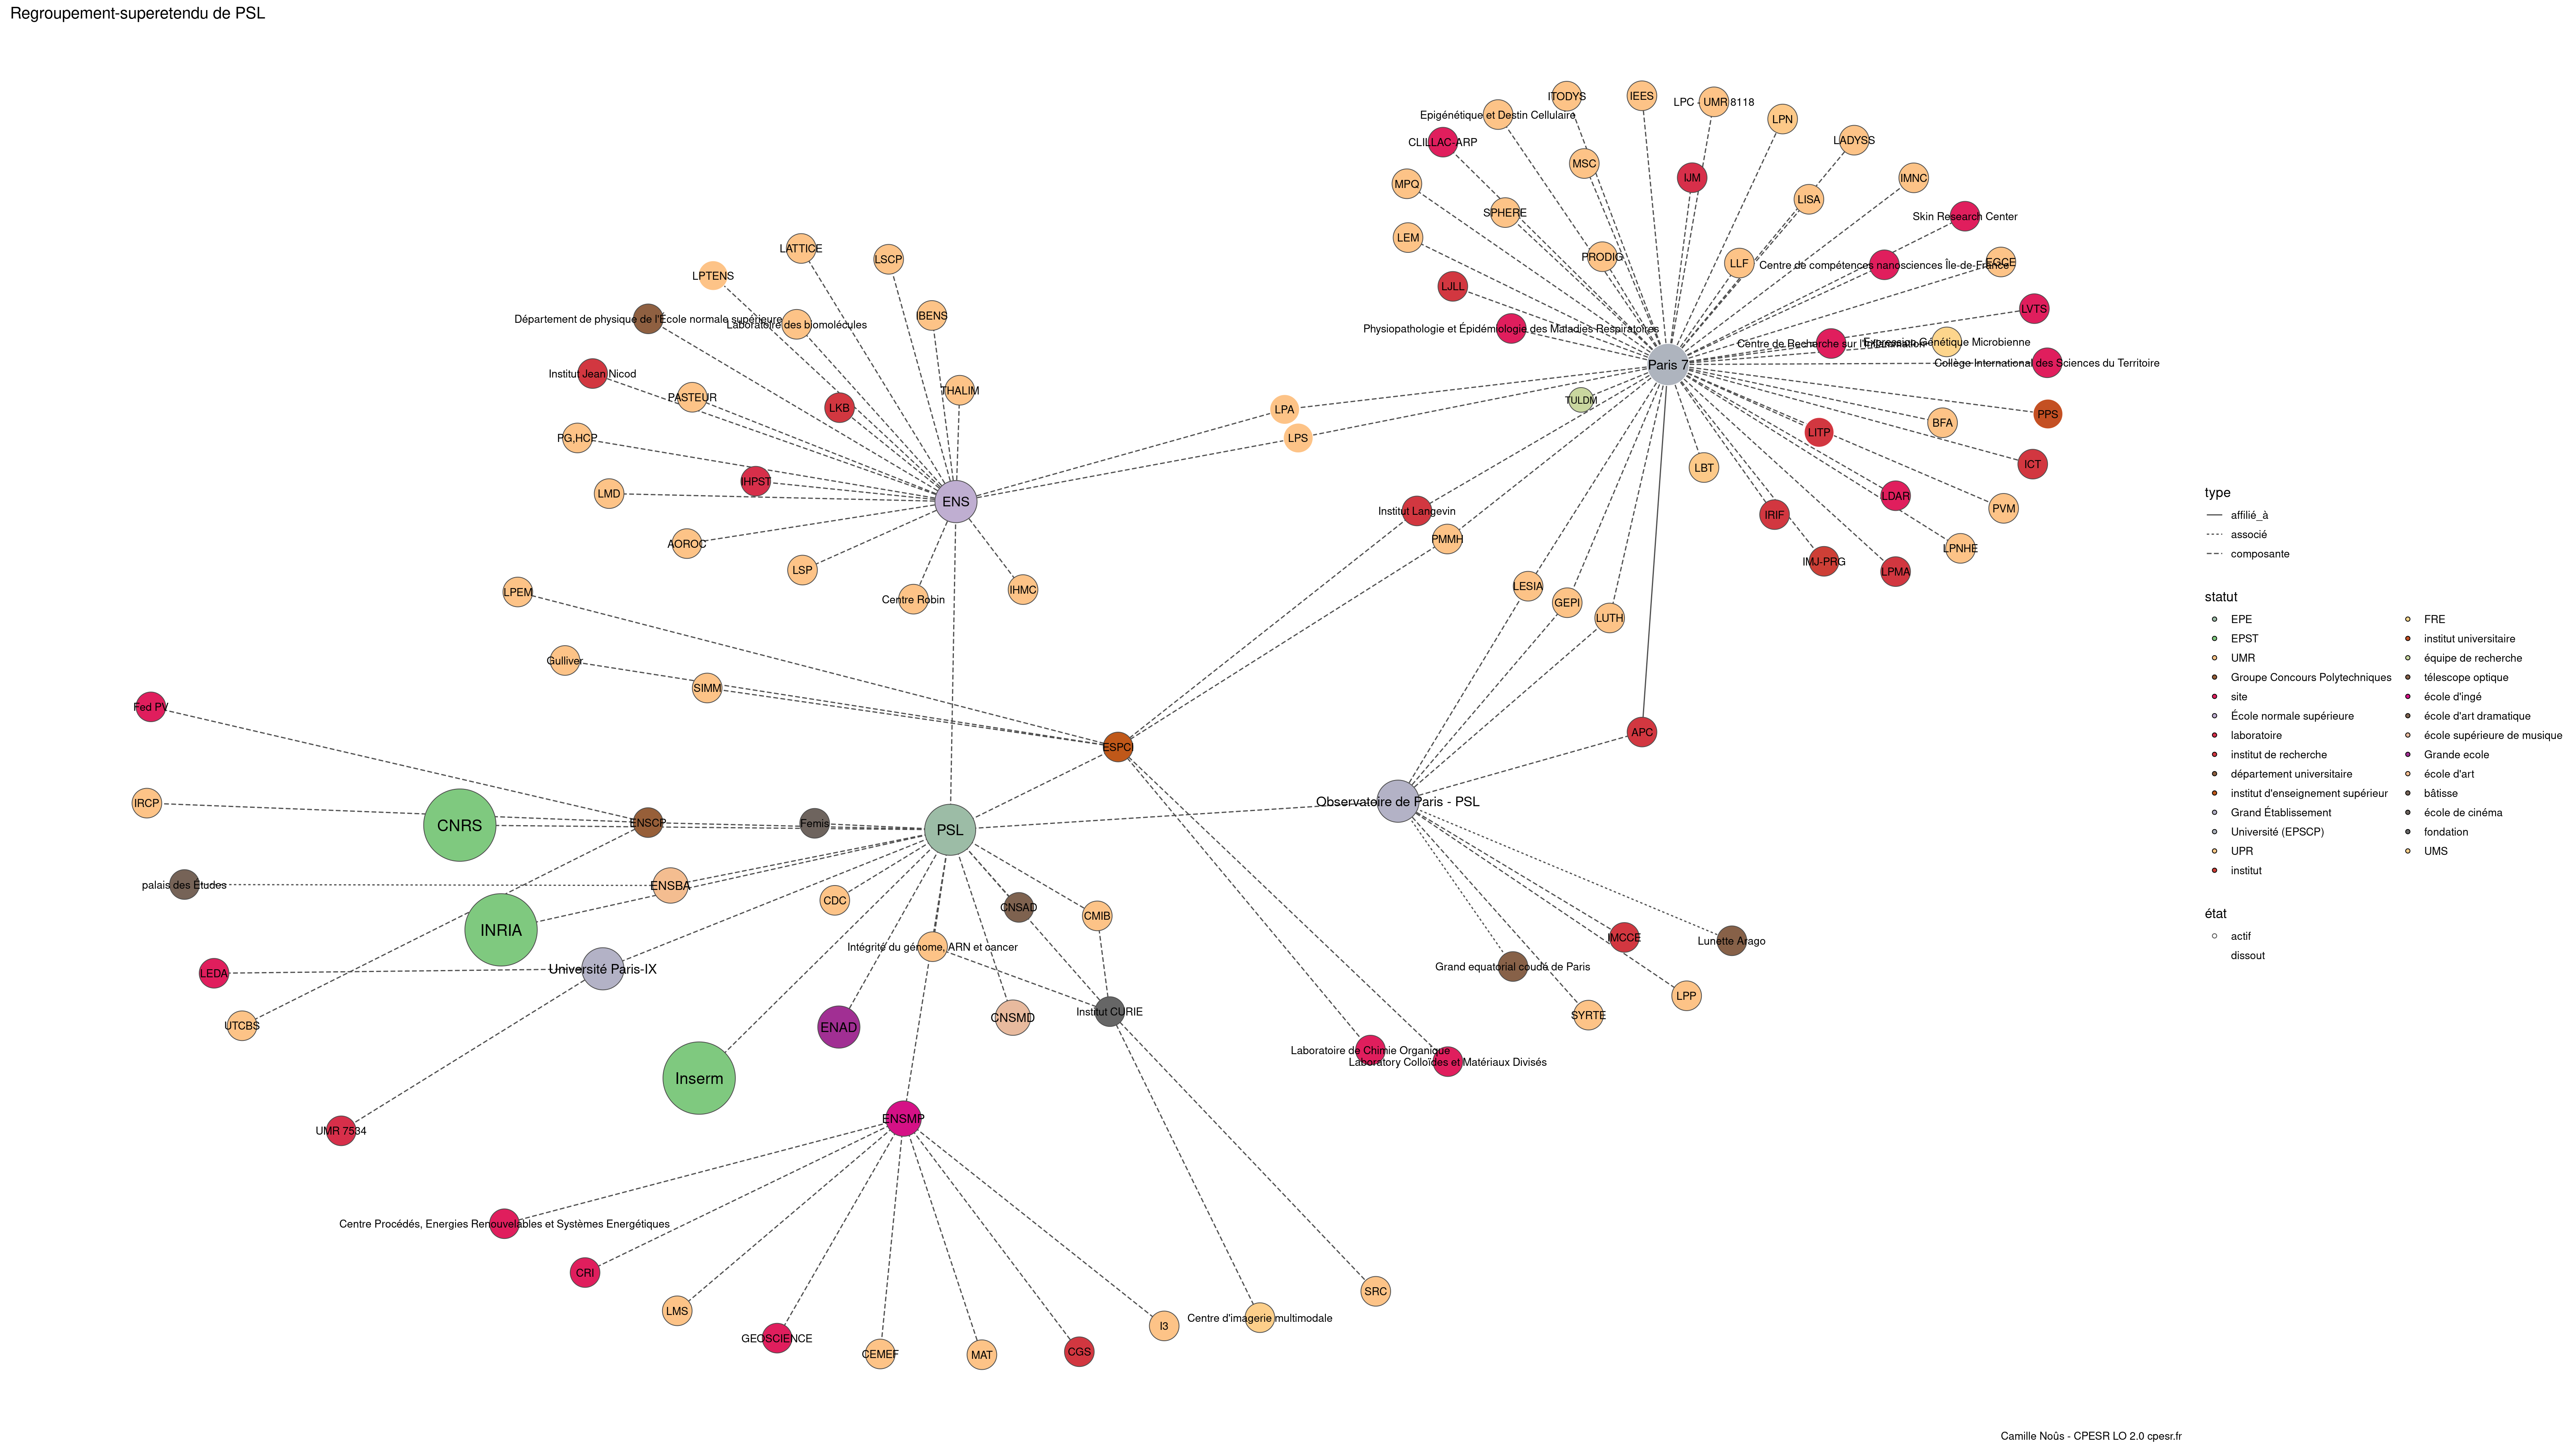 Regroupement-superetendu de PSL
ITODYS
IEES
LPC - UMR 8118
Epigénétique et Destin Cellulaire
LPN
CLILLAC-ARP
LADYSS
MSC
IJM
IMNC
MPQ
LISA
SPHERE
Skin Research Center
LEM
LATTICE
LSCP
PRODIG
LLF
Centre de compétences nanosciences Île-de-France
EGCE
LPTENS
LJLL
LVTS
IBENS
Département de physique de l'École normale supérieure
Laboratoire des biomolécules
Physiopathologie et Épidémiologie des Maladies Respiratoires
Centre de Recherche sur l'Inflammation
Expression Génétique Microbienne
Paris 7
Collège International des Sciences du Territoire
Institut Jean Nicod
THALIM
PASTEUR
TULDM
LKB
LPA
PPS
BFA
LITP
PG,HCP
LPS
ICT
LBT
IHPST
LMD
ENS
LDAR
PVM
Institut Langevin
IRIF
PMMH
AOROC
LPNHE
IMJ-PRG
LSP
LPMA
LESIA
IHMC
LPEM
Centre Robin
GEPI
LUTH
Gulliver
SIMM
Fed PV
APC
ESPCI
IRCP
Observatoire de Paris - PSL
CNRS
ENSCP
Femis
PSL
palais des Études
ENSBA
CDC
CNSAD
CMIB
INRIA
IMCCE
Lunette Arago
Intégrité du génome, ARN et cancer
Grand equatorial coudé de Paris
LEDA
Université Paris-IX
LPP
Institut CURIE
SYRTE
CNSMD
UTCBS
ENAD
Laboratoire de Chimie Organique
Laboratory Colloïdes et Matériaux Divisés
Inserm
ENSMP
UMR 7534
Centre Procédés, Energies Renouvelables et Systèmes Energétiques
CRI
SRC
LMS
Centre d'imagerie multimodale
I3
GEOSCIENCE
CGS
CEMEF
MAT
type
affilié_à
associé
composante
statut
EPE
EPST
UMR
Groupe Concours Polytechniques
site
École normale supérieure
laboratoire
institut de recherche
département universitaire
institut d'enseignement supérieur
Grand Établissement
Université (EPSCP)
UPR
institut
FRE
institut universitaire
équipe de recherche
télescope optique
école d'ingé
école d'art dramatique
école supérieure de musique
Grande ecole
école d'art
bâtisse
école de cinéma
fondation
UMS
état
actif
dissout
Camille Noûs - CPESR LO 2.0 cpesr.fr